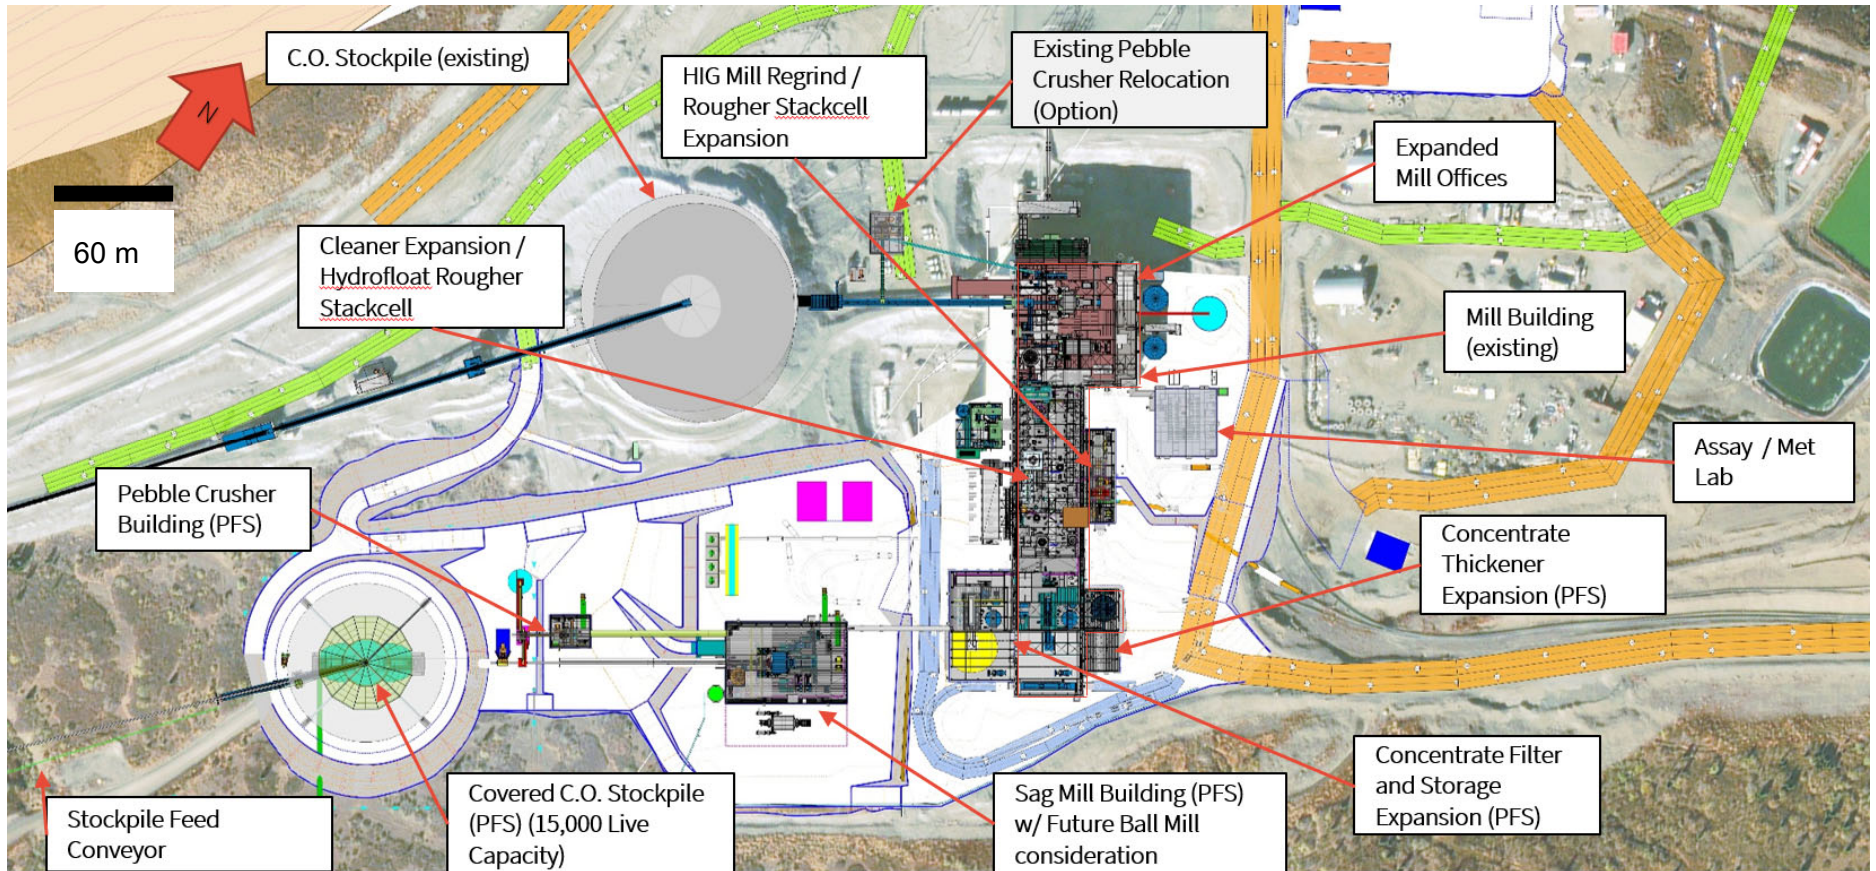 C.O. Stockpile (existing)
HIG Mill Regrind /
Rougher Stackcell
Expansion
Existing Pebble
Crusher Relocation
(Option)
N
Expanded
Mill Offices
60 m
Cleaner Expansion /
Hydrofloat Rougher
Stackcell
Mill Building
(existing)
Assay / Met
Lab
Pebble Crusher
Building (PFS)
Concentrate
Thickener
Expansion (PFS)
Concentrate Filter
and Storage
Expansion (PFS)
Stockpile Feed
Conveyor
Covered C.O. Stockpile
(PFS) (15,000 Live
Capacity)
Sag Mill Building (PFS)
w/ Future Ball Mill
consideration